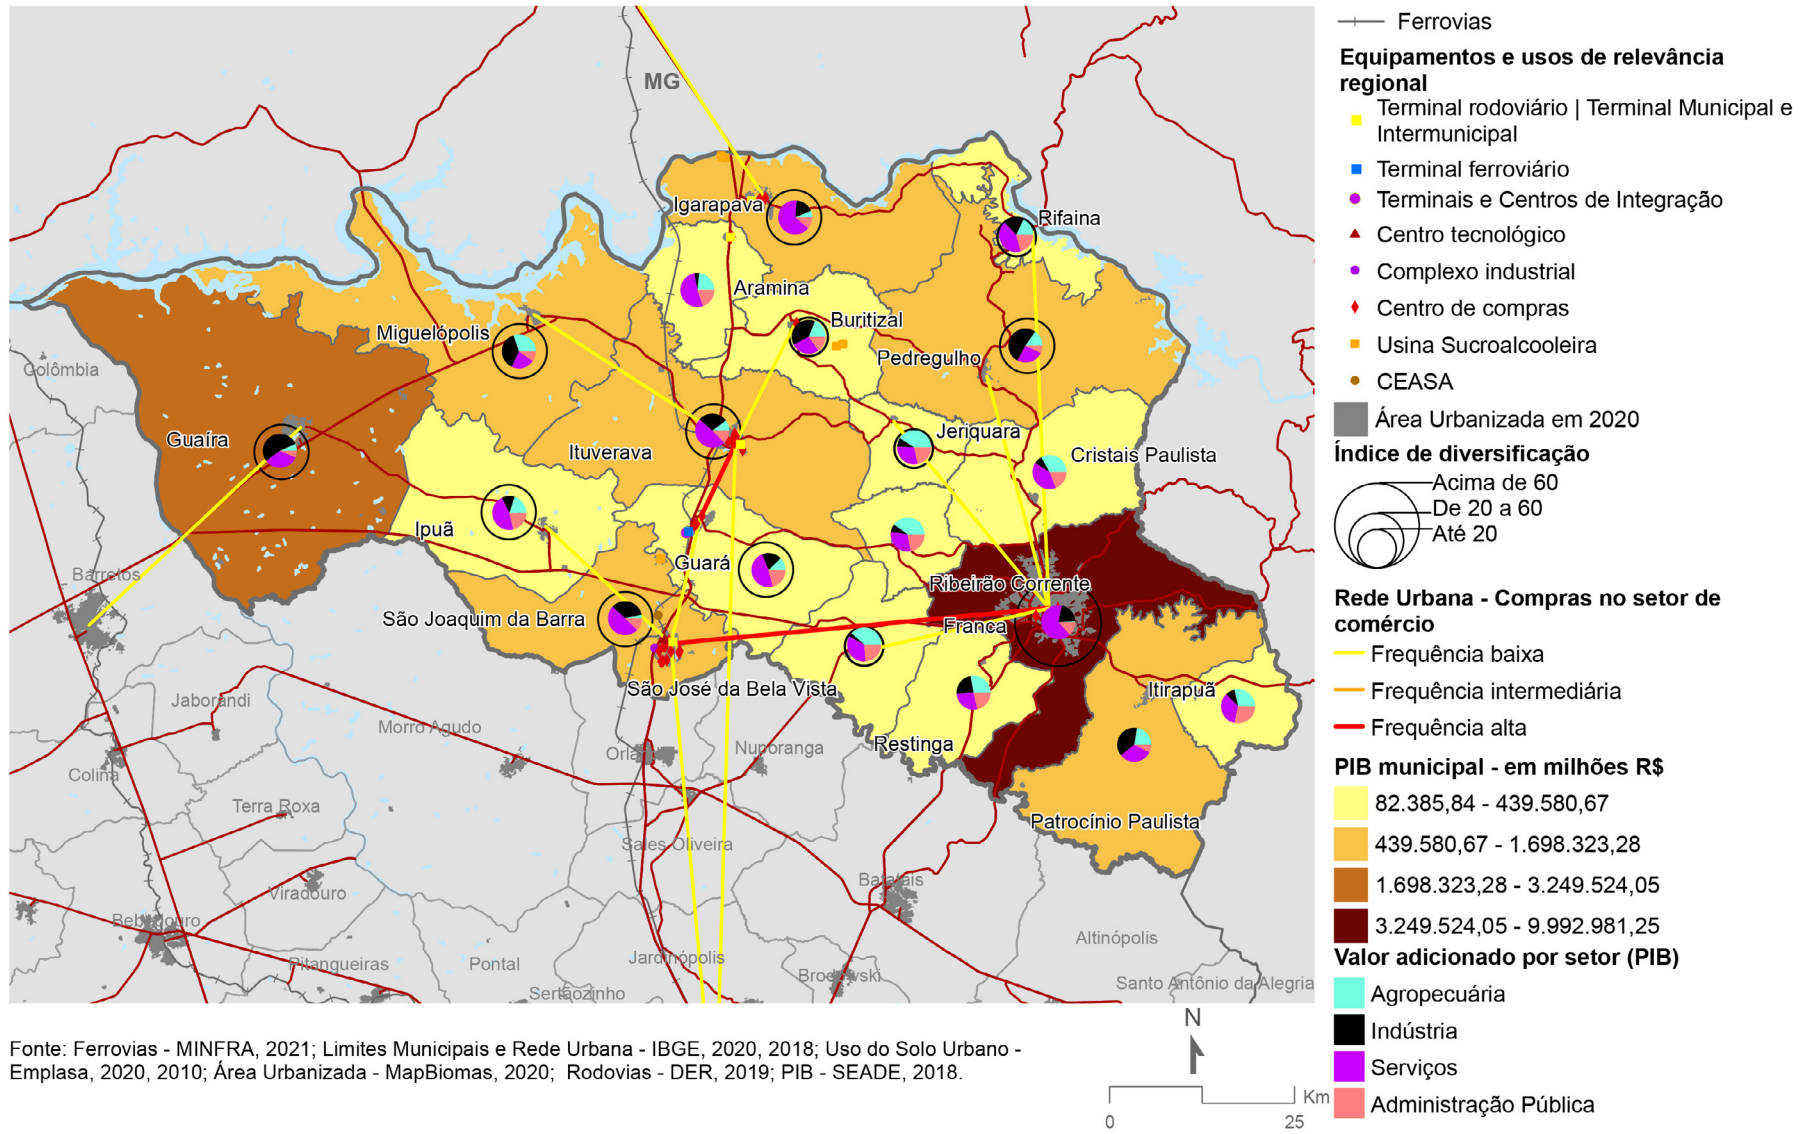 MG
Igarapava
Rifaina
Aramina
Miguelópolis
Buritizal
Pedregulho
Colômbia
Guaíra
Ituverava
Jeriquara
Cristais Paulista
Ipuã
Guará
Barretos
Ribeirão Corrente
São Joaquim da Barra
Franca
São José da Bela Vista
Itirapuã
Jaborandi
Morro Agudo
Nuporanga
Restinga
Colina
Terra Roxa
Patrocínio Paulista
Sales Oliveira
Viradouro
Batatais
Bebedouro
Altinópolis
Pitangueiras
Pontal
Jardinópolis
Brodowski
Santo Antônio da Alegria
Sertãozinho
Ferrovias
Equipamentos e usos de relevância
regional
Terminal rodoviário | Terminal Municipal e
Intermunicipal
Terminal ferroviário
Terminais e Centros de Integração
Centro tecnológico
Complexo industrial
Centro de compras
Usina Sucroalcooleira
CEASA
Área Urbanizada em 2020
Índice de diversificação
Acima de 60
De 20 a 60
Até 20
Rede Urbana - Compras no setor de
comércio
Frequência baixa
Frequência intermediária
Frequência alta
PIB municipal - em milhões R$
82.385,84 - 439.580,67
439.580,67 - 1.698.323,28
1.698.323,28 - 3.249.524,05
3.249.524,05 - 9.992.981,25
Valor adicionado por setor (PIB)
Agropecuária
Indústria
Serviços
Administração Pública
N
Km
0 25
Fonte: Ferrovias - MINFRA, 2021; Limites Municipais e Rede Urbana - IBGE, 2020, 2018; Uso do Solo Urbano -
Emplasa, 2020, 2010; Área Urbanizada - MapBiomas, 2020; Rodovias - DER, 2019; PIB - SEADE, 2018.